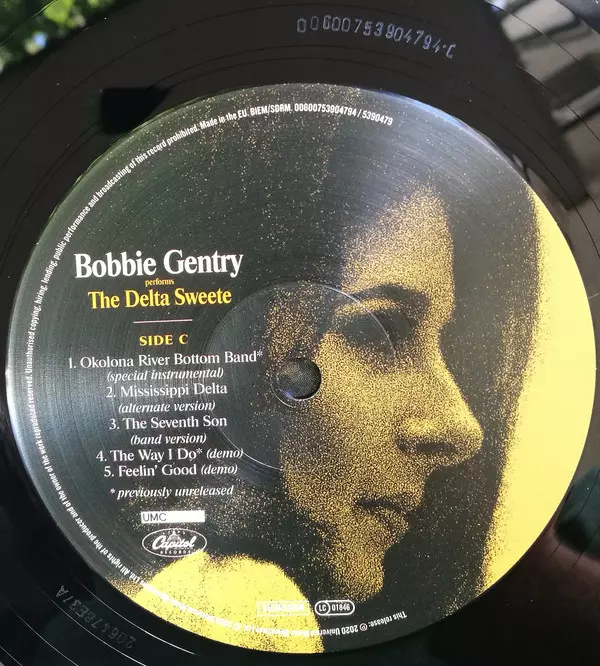 00600753904794-C
Unauthorised copying, hiring, lending, public performance and broadcasting of this record prohibited. Made in the EU. BIEM/SDRM. 00600753904794 / 5390479
Bobbie Gentry
performs
The Delta Sweete
SIDE C
1. Okolona River Bottom Band*
(special instrumental)
2. Mississippi Delta
(alternate version)
3. The Seventh Son
(band version)
4. The Way I Do* (demo)
5. Feelin' Good (demo)
* previously unreleased
UMC
Capitol
RECORDS
LC 01846
This release: ℗ 2020 Universal
All rights of the producer and of the owner of the work reproduced reserved.